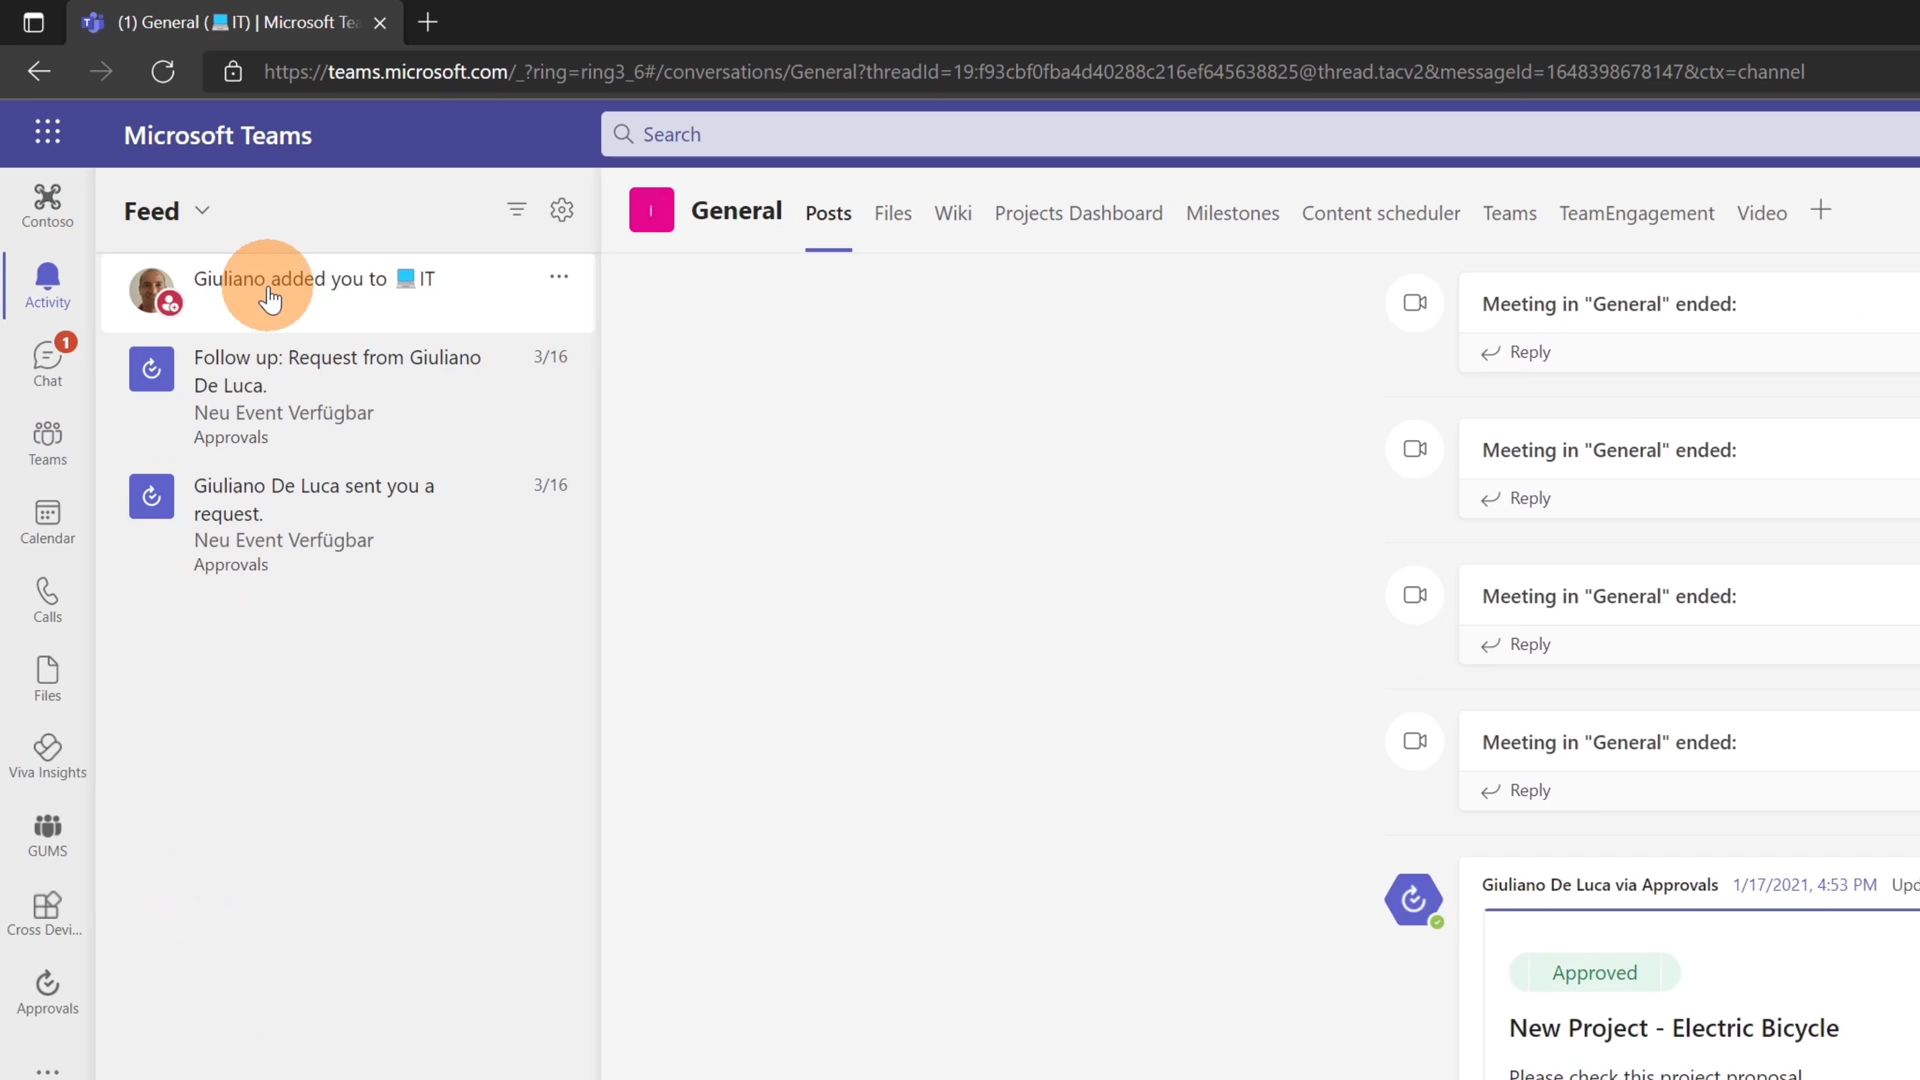 (1) General (💻IT) | Microsoft Tea
https://teams.microsoft.com/_?ring=ring3_6#/conversations/General?threadId=19:f93cbf0fba4d40288c216ef645638825@thread.tacv2&messageId=1648398678147&ctx=channel
Microsoft Teams
Search
Contoso
Activity
1
Chat
Teams
Calendar
Calls
Files
Viva Insights
GUMS
Cross Devi...
Approvals
Feed
Giuliano added you to 💻IT
Follow up: Request from Giuliano De Luca.
3/16
Neu Event Verfügbar
Approvals
Giuliano De Luca sent you a request.
3/16
Neu Event Verfügbar
Approvals
I
General
Posts Files Wiki Projects Dashboard Milestones Content scheduler Teams TeamEngagement Video
Meeting in "General" ended:
Reply
Meeting in "General" ended:
Reply
Meeting in "General" ended:
Reply
Meeting in "General" ended:
Reply
Giuliano De Luca via Approvals 1/17/2021, 4:53 PM Upd
Approved
New Project - Electric Bicycle
Please check this project proposal